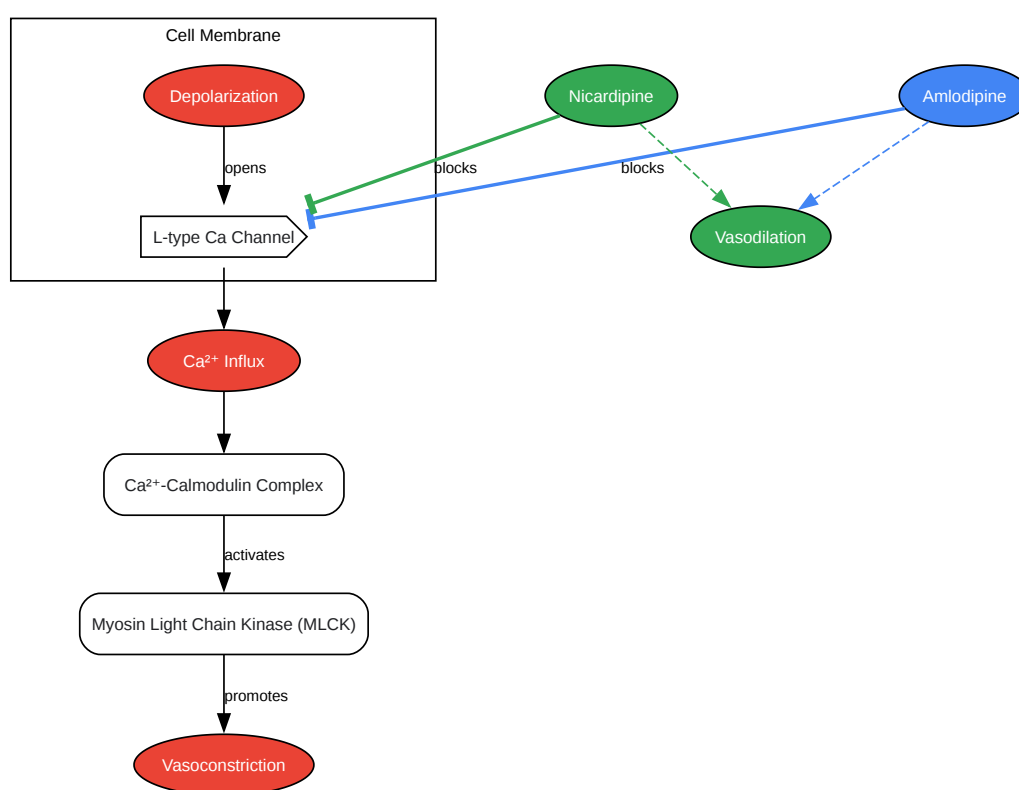 Cell Membrane
Depolarization
Nicardipine
Amlodipine
opens
blocks
blocks
L-type Ca Channel
Vasodilation
Ca²⁺ Influx
Ca²⁺-Calmodulin Complex
activates
Myosin Light Chain Kinase (MLCK)
promotes
Vasoconstriction